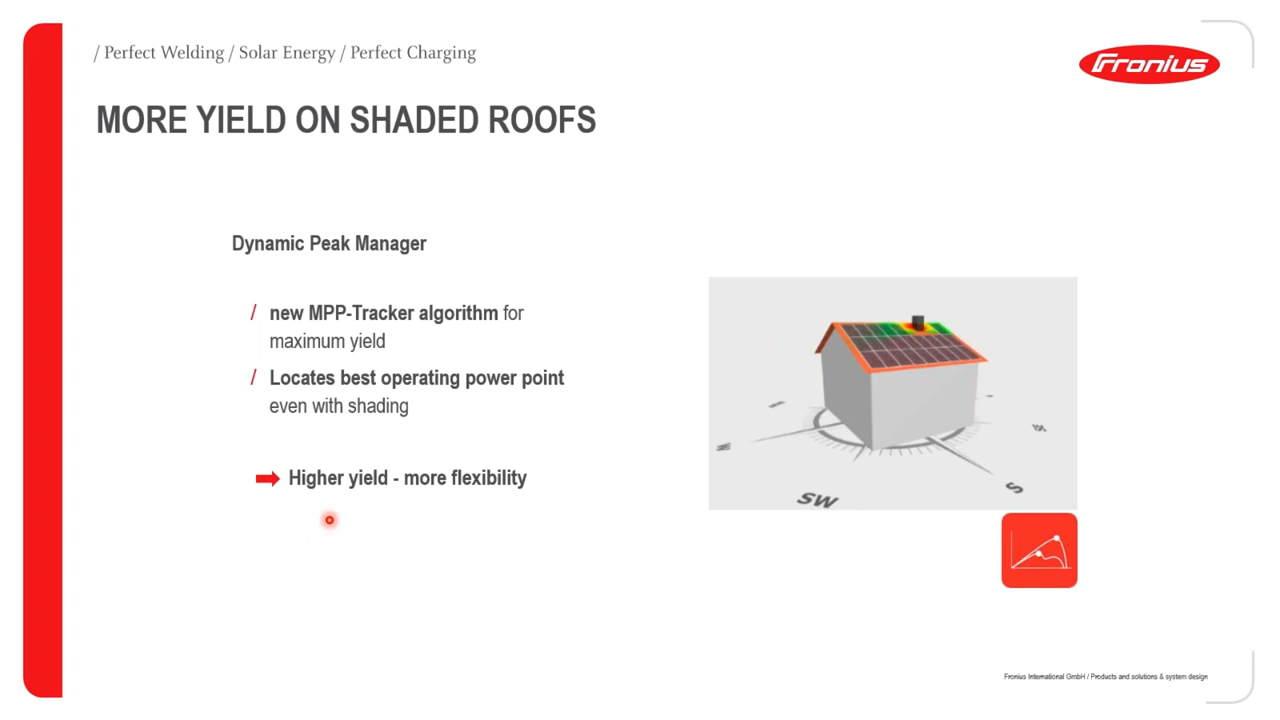 / Perfect Welding / Solar Energy / Perfect Charging
Fronius
MORE YIELD ON SHADED ROOFS
Dynamic Peak Manager
/ new MPP-Tracker algorithm for
maximum yield
/ Locates best operating power point
even with shading
Higher yield - more flexibility
SW
S
Fronius International GmbH / Products and solutions & system design